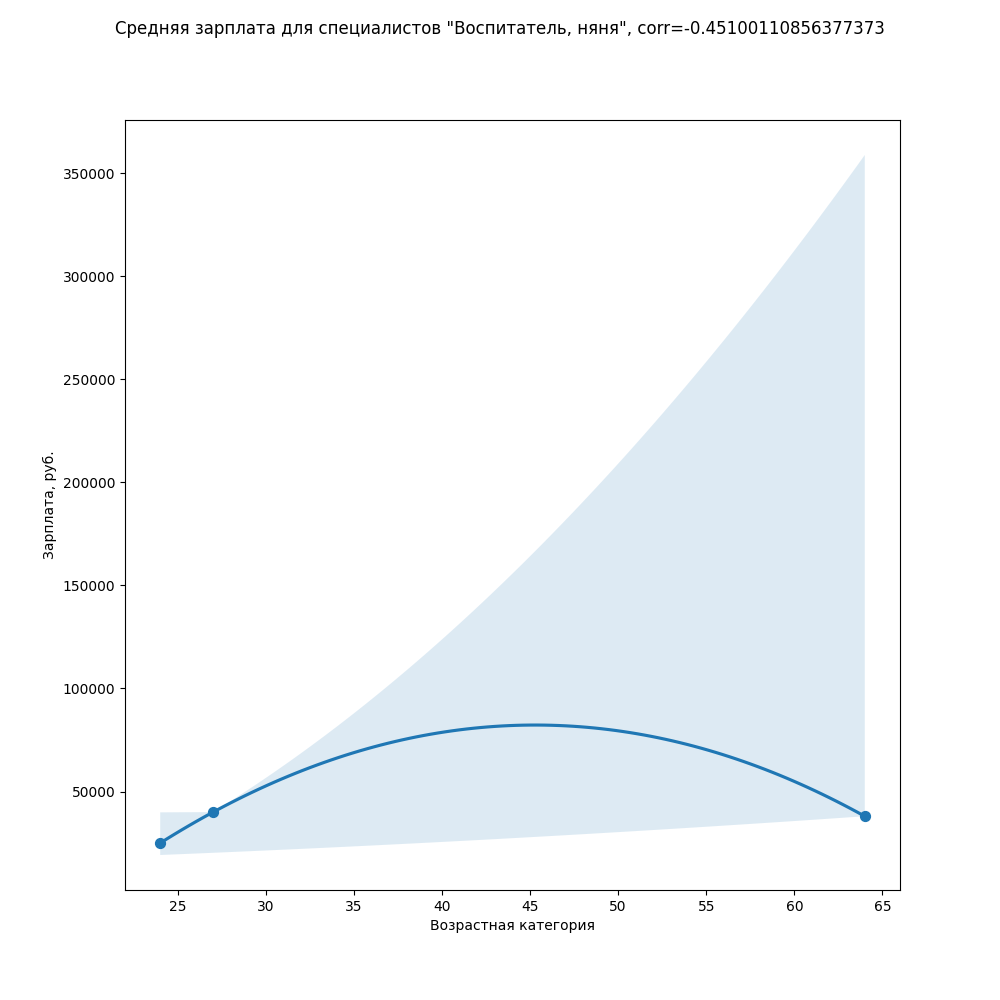 Средняя зарплата для специалистов "Воспитатель, няня", corr=-0.45100110856377373
350000
300000
250000
200000
150000
100000
50000
Зарплата, руб.
25 30 35 40 45 50 55 60 65
Возрастная категория